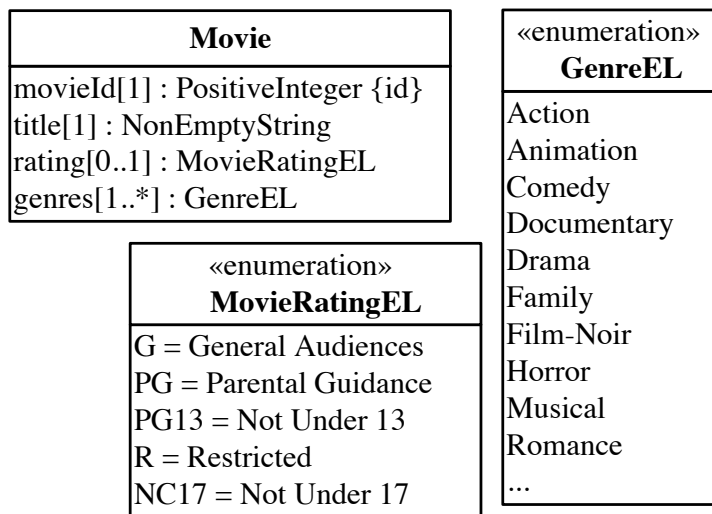 Movie
movieId[1] : PositiveInteger {id}
title[1] : NonEmptyString
rating[0..1] : MovieRatingEL
genres[1..*] : GenreEL
«enumeration»
GenreEL
Action
Animation
Comedy
Documentary
Drama
Family
Film-Noir
Horror
Musical
Romance
...
«enumeration»
MovieRatingEL
G = General Audiences
PG = Parental Guidance
PG13 = Not Under 13
R = Restricted
NC17 = Not Under 17